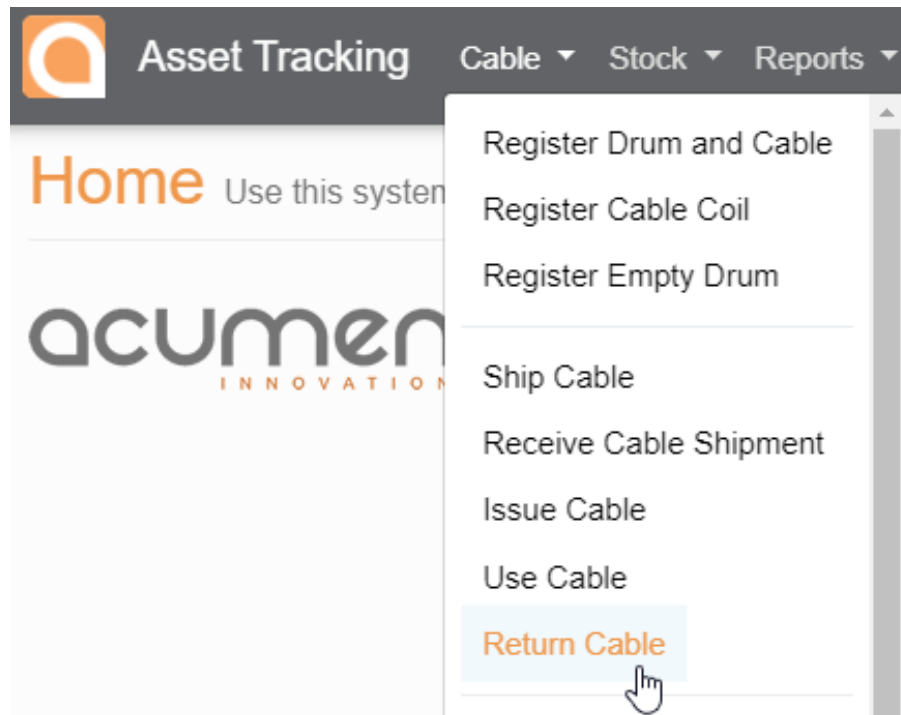 Asset Tracking Cable Stock Reports
Home Use this system
acumen
INNOVATION
Register Drum and Cable
Register Cable Coil
Register Empty Drum
Ship Cable
Receive Cable Shipment
Issue Cable
Use Cable
Return Cable